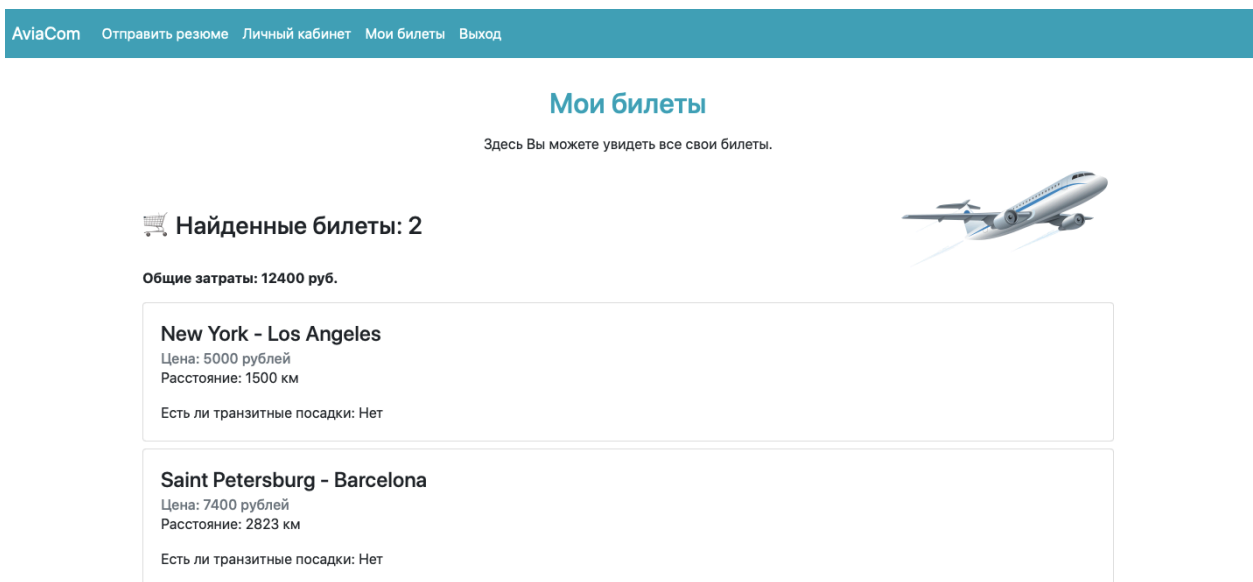 AviaCom Отправить резюме Личный кабинет Мои билеты Выход
Мои билеты
Здесь Вы можете увидеть все свои билеты.
Найденные билеты: 2
Общие затраты: 12400 руб.
New York - Los Angeles
Цена: 5000 рублей
Расстояние: 1500 км
Есть ли транзитные посадки: Нет
Saint Petersburg - Barcelona
Цена: 7400 рублей
Расстояние: 2823 км
Есть ли транзитные посадки: Нет